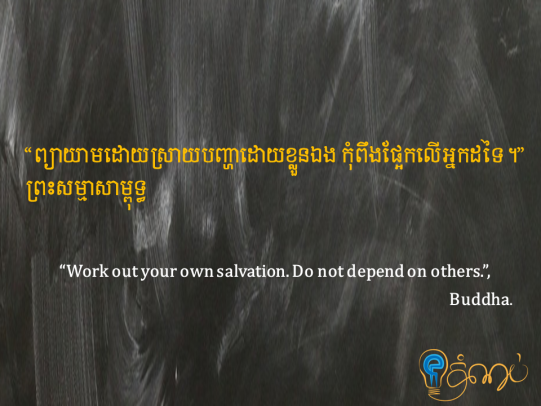 “ព្យាយាមដោយស្រាយបញ្ហាដោយខ្លួនឯង កុំពឹងផ្អែកលើអ្នកដទៃ។”
ព្រះសម្មាសាម្ពុទ្ធ
“Work out your own salvation. Do not depend on others.”,
Buddha.